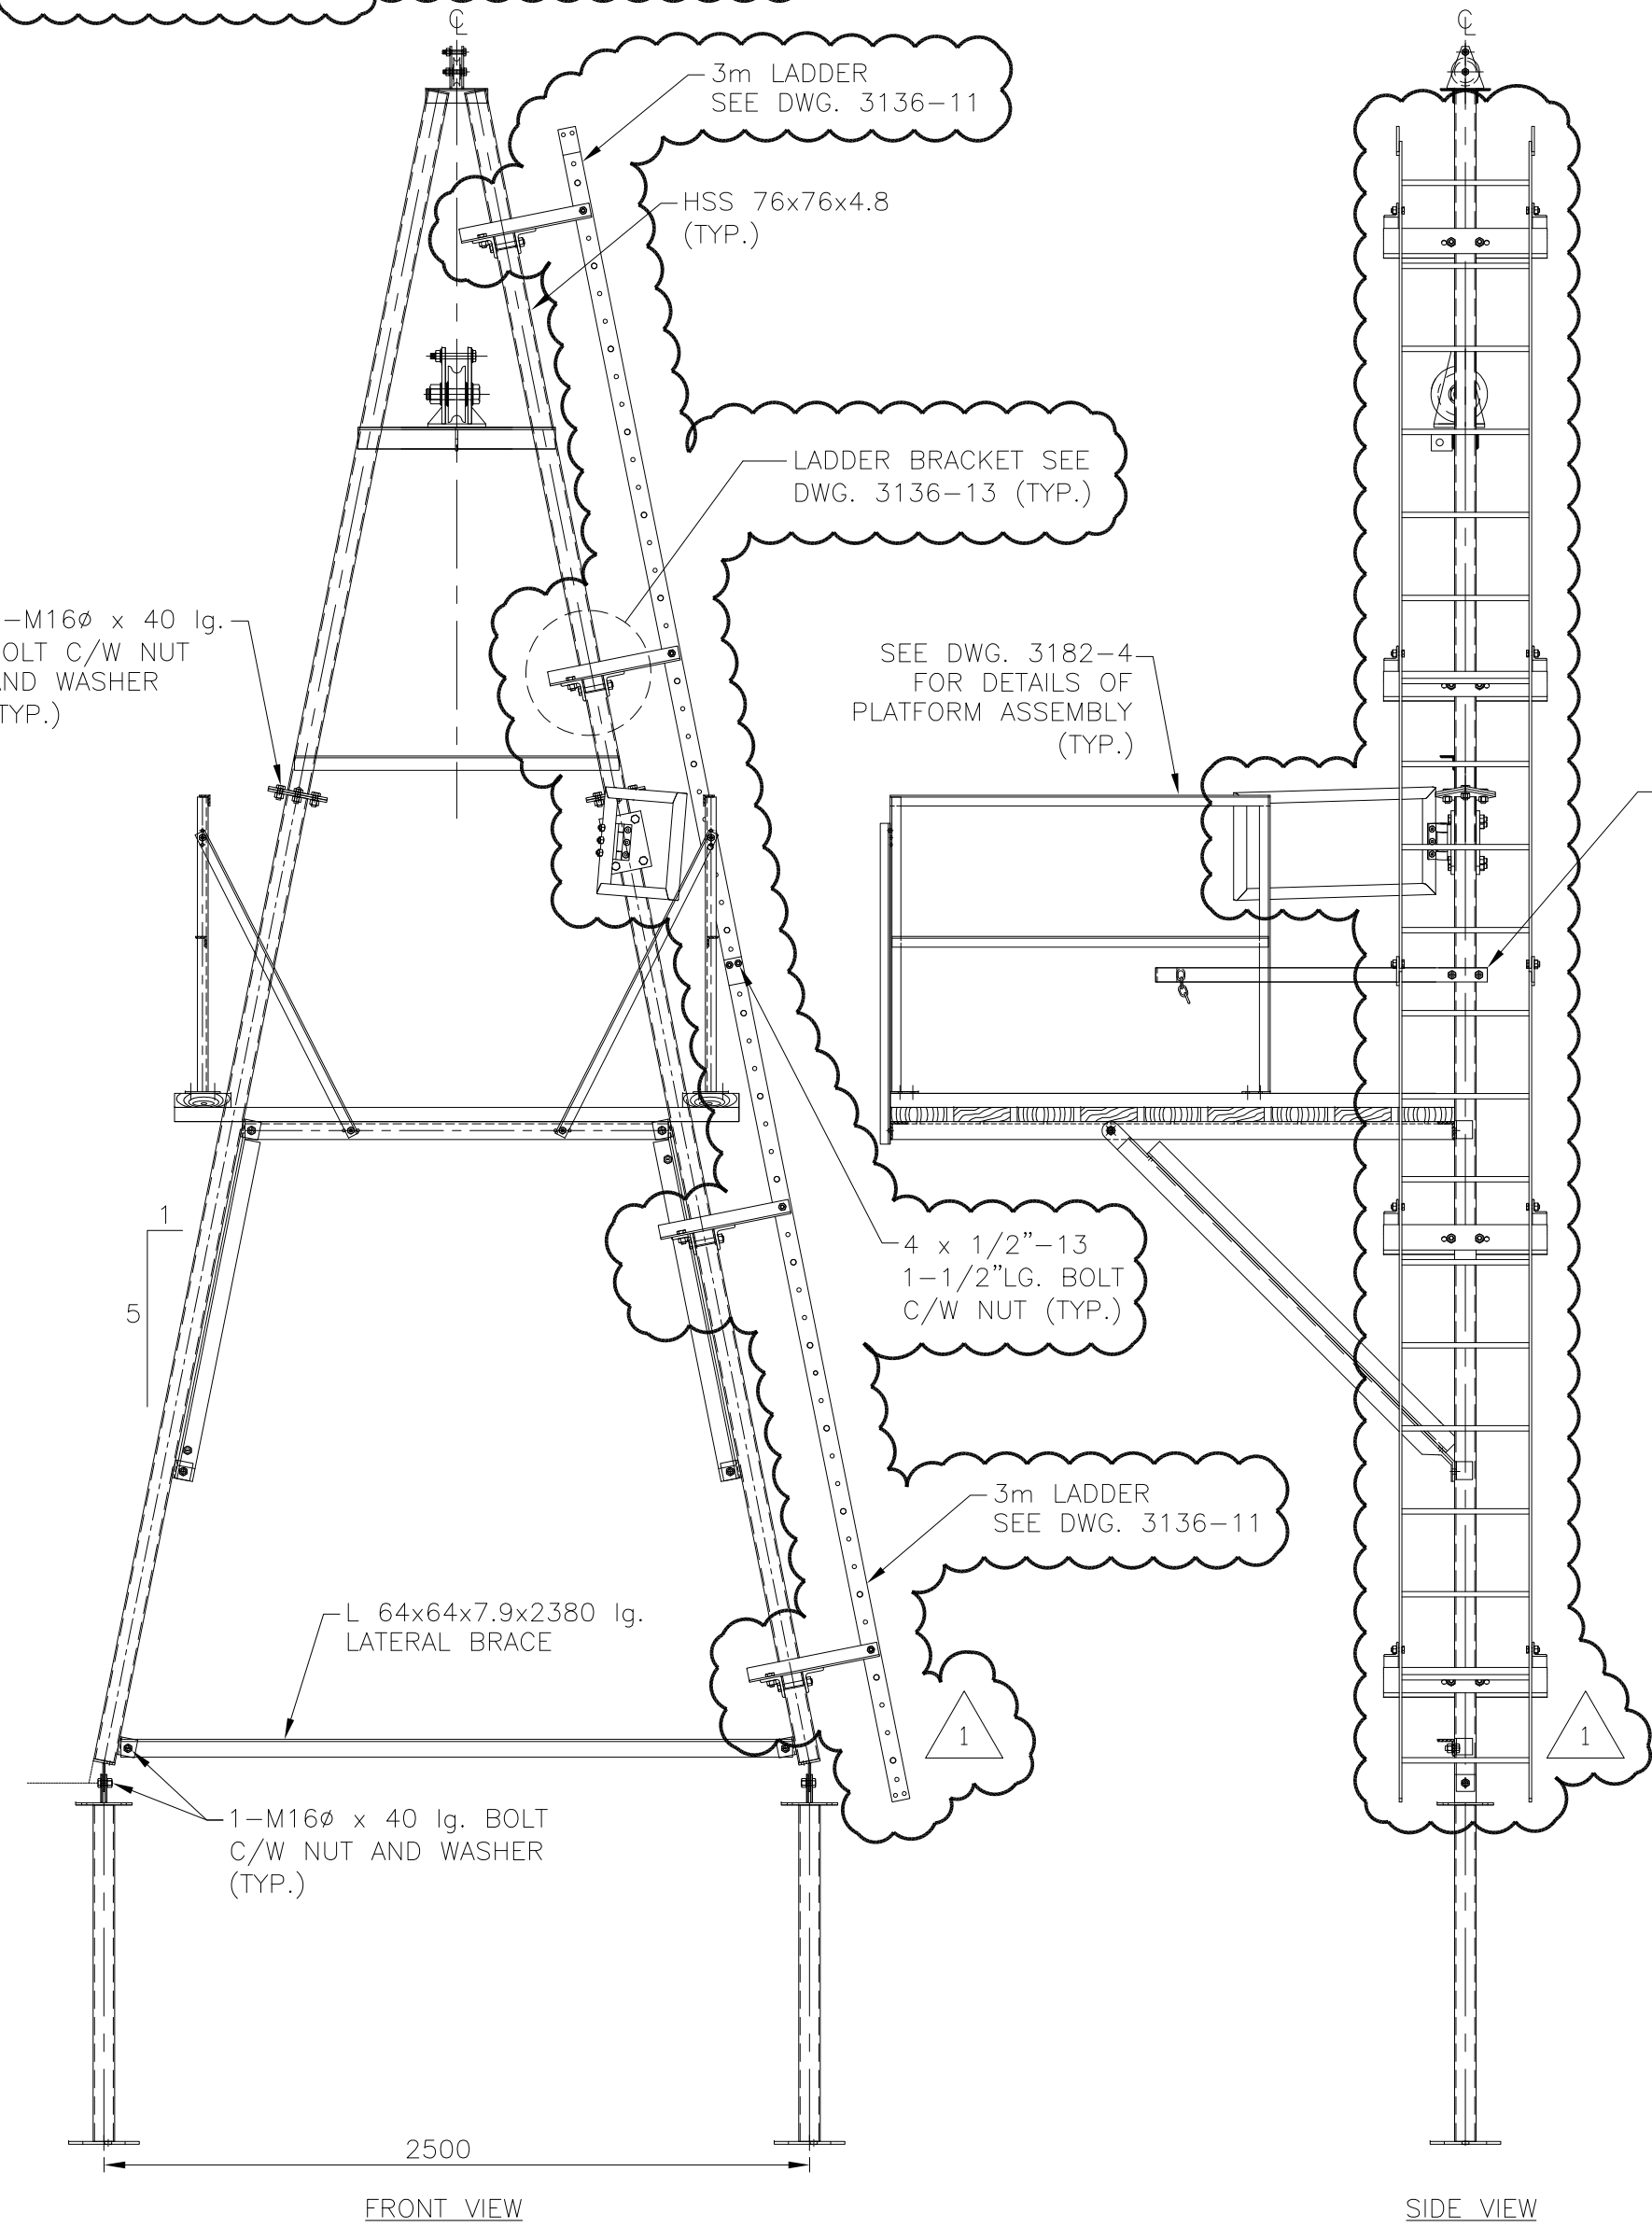 ℄
℄
3m LADDER
SEE DWG. 3136-11
HSS 76x76x4.8
(TYP.)
LADDER BRACKET SEE
DWG. 3136-13 (TYP.)
-M16ø x 40 lg.
OLT C/W NUT
ND WASHER
TYP.)
SEE DWG. 3182-4
FOR DETAILS OF
PLATFORM ASSEMBLY
(TYP.)
1
5
4 x 1/2"-13
1-1/2"LG. BOLT
C/W NUT (TYP.)
3m LADDER
SEE DWG. 3136-11
L 64x64x7.9x2380 lg.
LATERAL BRACE
1
1
1-M16ø x 40 lg. BOLT
C/W NUT AND WASHER
(TYP.)
2500
FRONT VIEW
SIDE VIEW